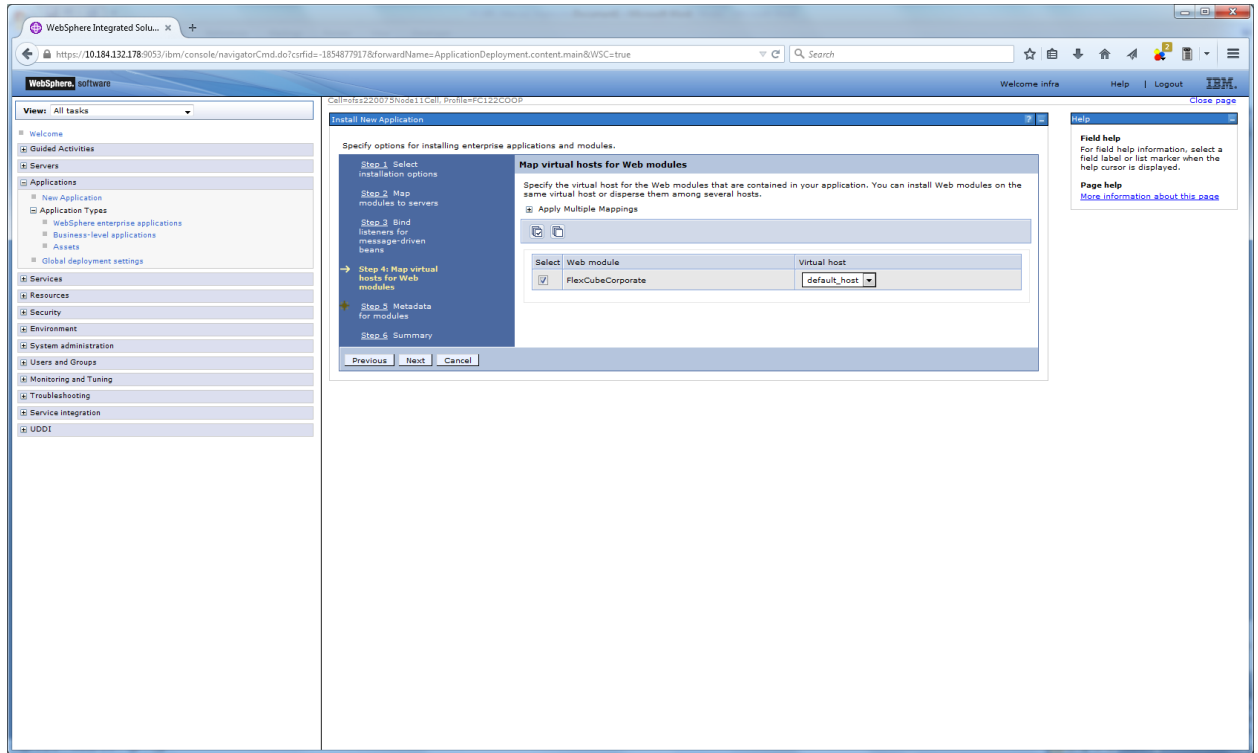 WebSphere Integrated Solu... × +
https://10.184.132.178:9053/ibm/console/navigatorCmd.do?csrfid=-1854877917&forwardName=ApplicationDeployment.content.main&WSC=true
Search
2
WebSphere. software
Welcome infra
Help | Logout
IBM.
View: All tasks
Welcome
Guided Activities
Servers
Applications
New Application
Application Types
WebSphere enterprise applications
Business-level applications
Assets
Global deployment settings
Services
Resources
Security
Environment
System administration
Users and Groups
Monitoring and Tuning
Troubleshooting
Service integration
UDDI
Cell=ofss220075Node11Cell, Profile=FC122COOP
Close page
Install New Application
? –
Specify options for installing enterprise applications and modules.
Step 1 Select
installation options
Step 2 Map
modules to servers
Step 3 Bind
listeners for
message-driven
beans
Step 4: Map virtual
hosts for Web
modules
Step 5 Metadata
for modules
Step 6 Summary
Map virtual hosts for Web modules
Specify the virtual host for the Web modules that are contained in your application. You can install Web modules on the
same virtual host or disperse them among several hosts.
Apply Multiple Mappings
Select Web module Virtual host
FlexCubeCorporate default_host
Previous Next Cancel
Help
Field help
For field help information, select a
field label or list marker when the
help cursor is displayed.
Page help
More information about this page